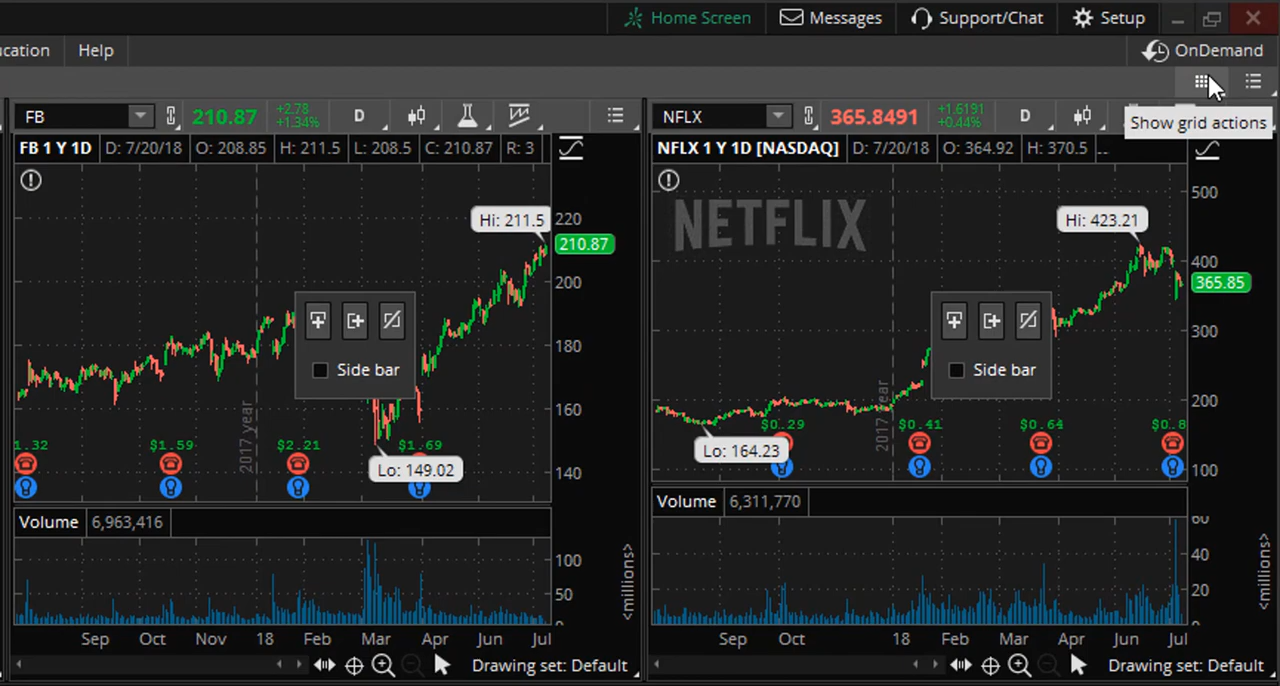 Home Screen Messages Support/Chat Setup
ucation Help OnDemand
Show grid actions
FB 210.87 +2.78 +1.34% D
FB 1 Y 1D D: 7/20/18 O: 208.85 H: 211.5 L: 208.5 C: 210.87 R: 3
Hi: 211.5
220
210.87
200
180
160
140
Side bar
2017 year
1.32 $1.59 $2.21 $1.69
Lo: 149.02
Volume 6,963,416
100
50
<millions>
Sep Oct Nov 18 Feb Mar Apr Jun Jul
Drawing set: Default
NFLX 365.8491 +1.6191 +0.44% D
NFLX 1 Y 1D [NASDAQ] D: 7/20/18 O: 364.92 H: 370.5 ...
NETFLIX
Hi: 423.21
500
400
365.85
300
200
100
Side bar
2017 year
$0.29 $0.41 $0.64 $0.8
Lo: 164.23
Volume 6,311,770
60
40
20
<millions>
Sep Oct 18 Feb Mar Apr Jun Jul
Drawing set: Default